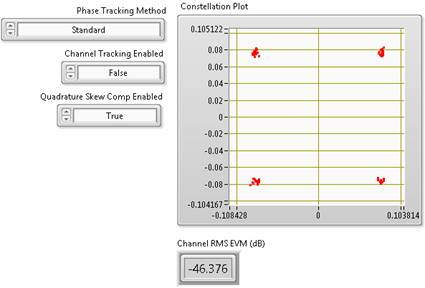 Phase Tracking Method
Standard
Channel Tracking Enabled
False
Quadrature Skew Comp Enabled
True
Constellation Plot
0.105122
0.08
0.06
0.04
0.02
0
-0.02
-0.04
-0.06
-0.08
-0.104167
-0.108428
0
0.103814
Channel RMS EVM (dB)
-46.376